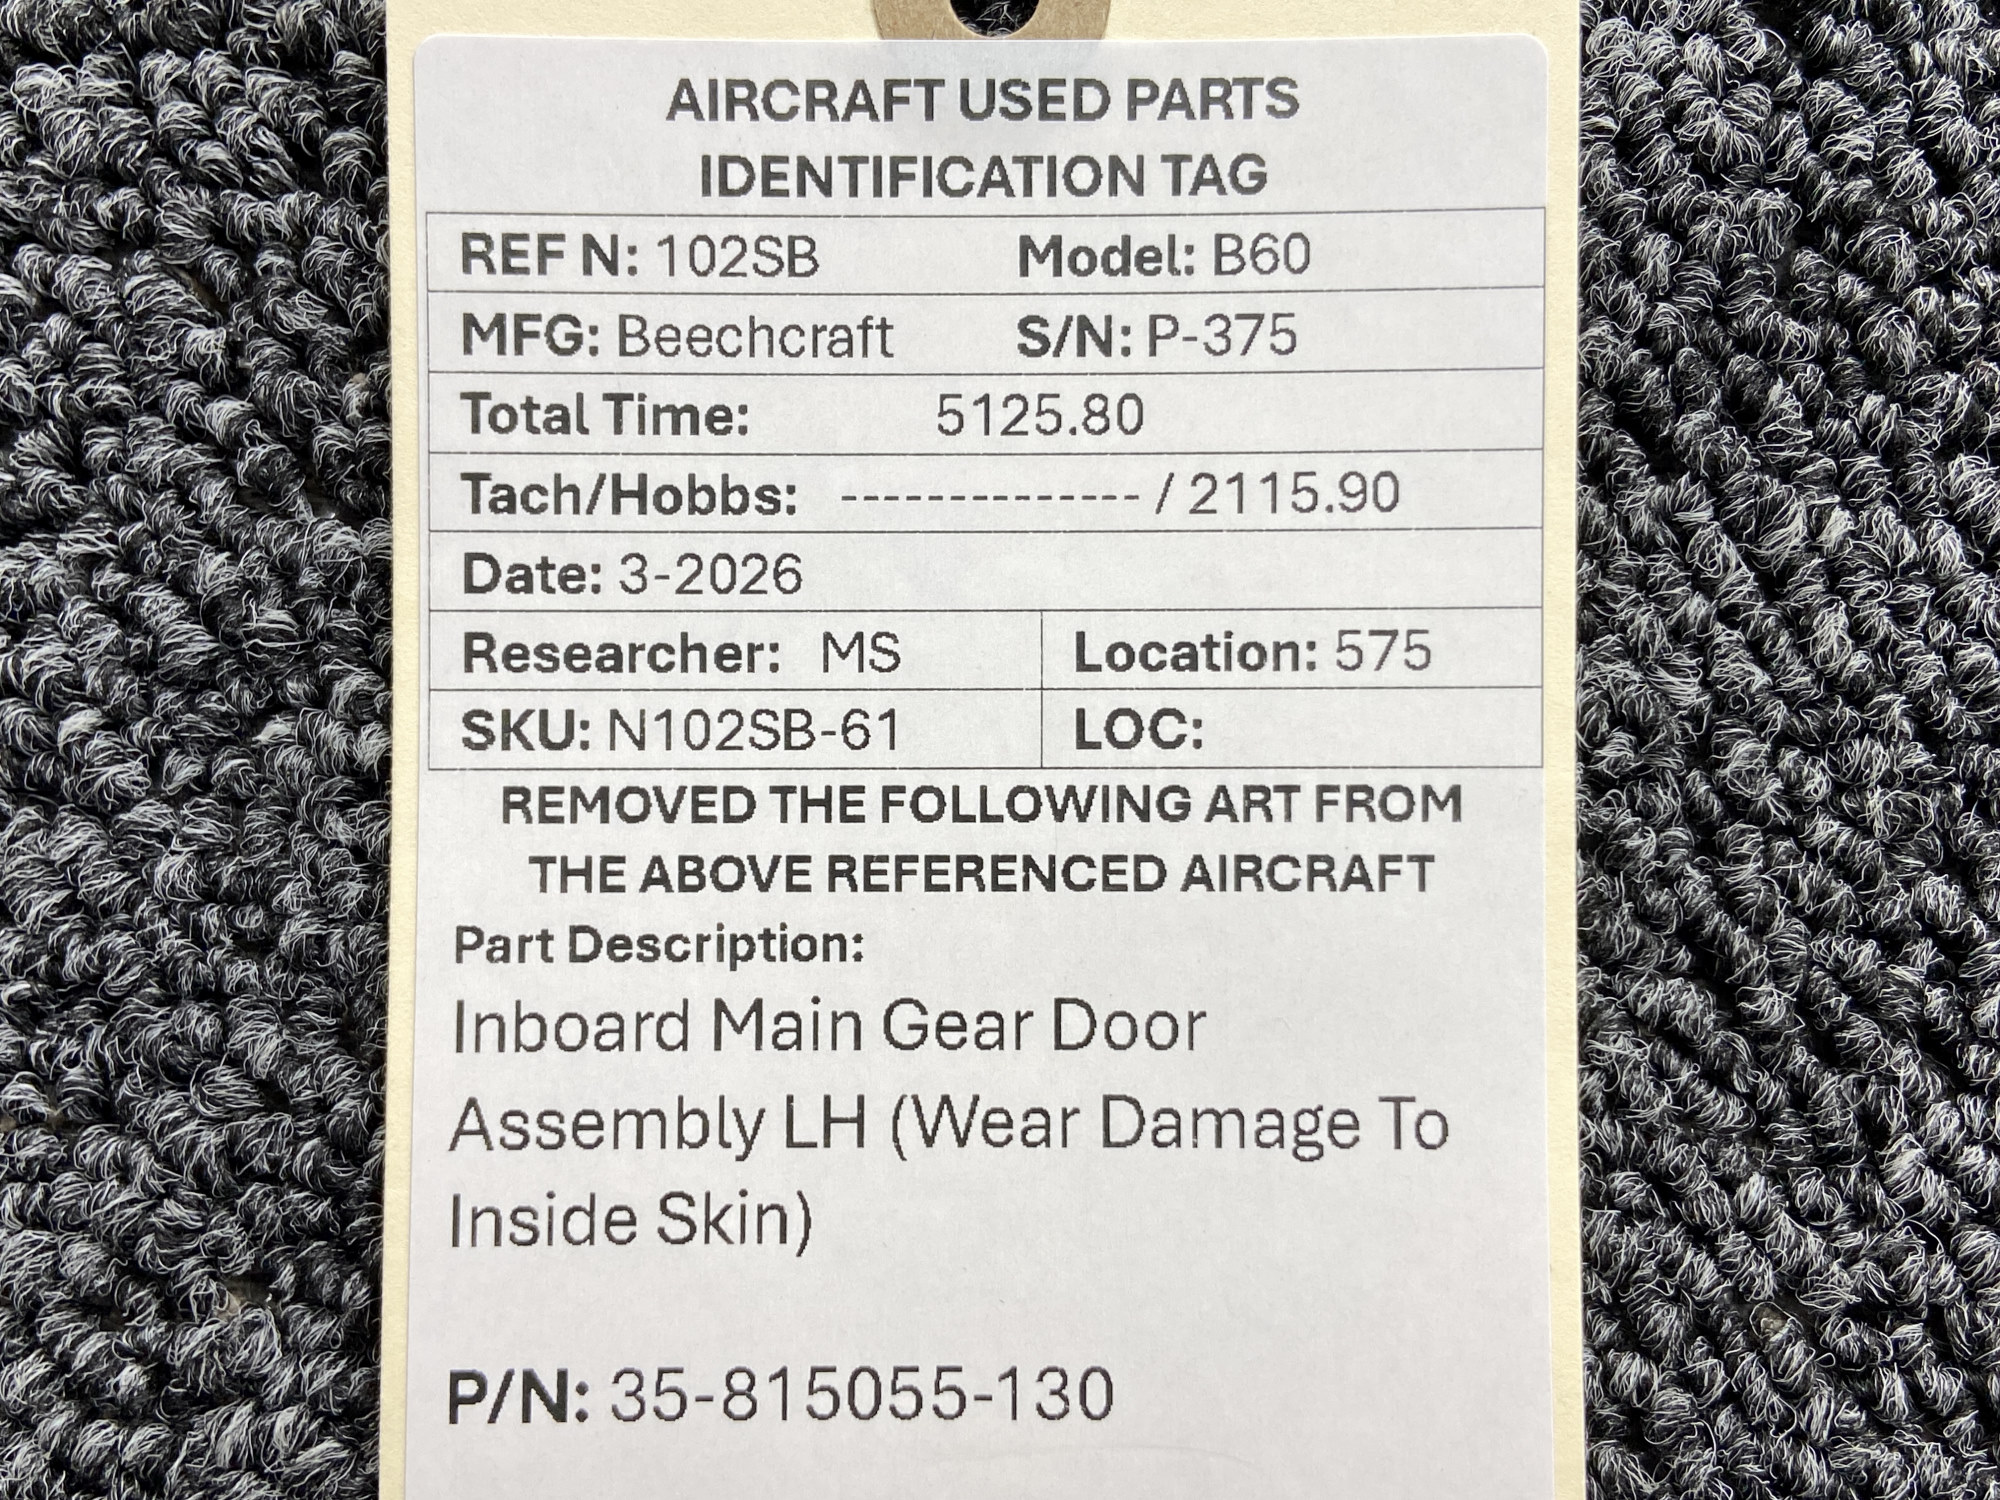 AIRCRAFT USED PARTS
IDENTIFICATION TAG
REF N: 102SB Model: B60
MFG: Beechcraft S/N: P-375
Total Time: 5125.80
Tach/Hobbs: -------------- / 2115.90
Date: 3-2026
Researcher: MS Location: 575
SKU: N102SB-61 LOC:
REMOVED THE FOLLOWING ART FROM
THE ABOVE REFERENCED AIRCRAFT
Part Description:
Inboard Main Gear Door
Assembly LH (Wear Damage To
Inside Skin)
P/N: 35-815055-130